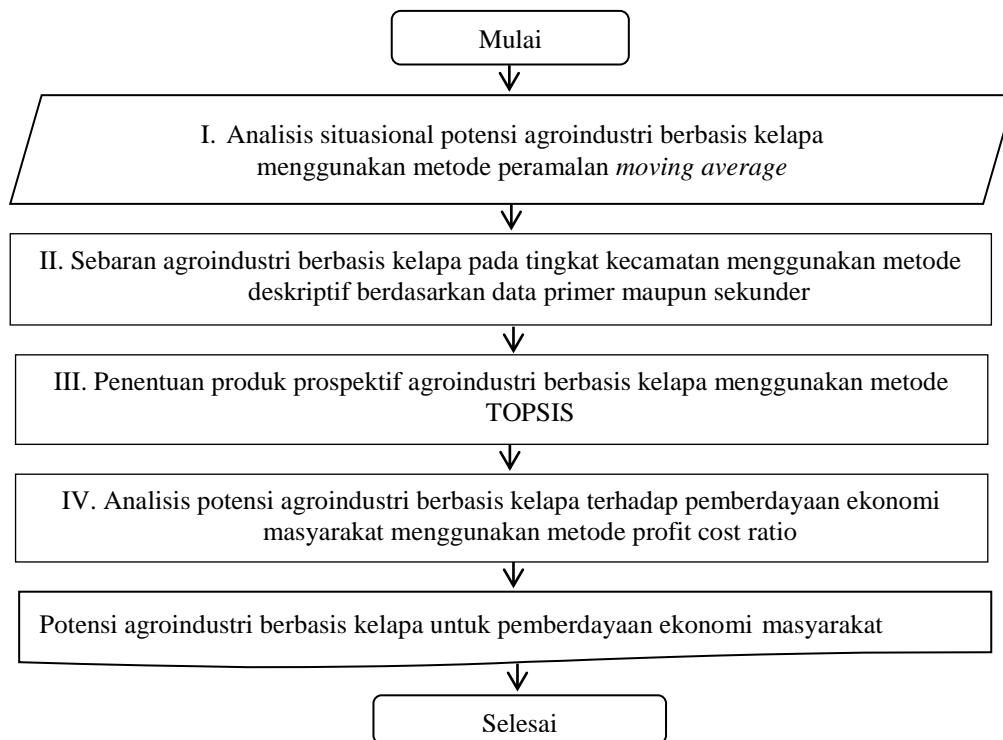 Mulai
I. Analisis situasional potensi agroindustri berbasis kelapa
menggunakan metode peramalan moving average
II. Sebaran agroindustri berbasis kelapa pada tingkat kecamatan menggunakan metode
deskriptif berdasarkan data primer maupun sekunder
III. Penentuan produk prospektif agroindustri berbasis kelapa menggunakan metode
TOPSIS
IV. Analisis potensi agroindustri berbasis kelapa terhadap pemberdayaan ekonomi
masyarakat menggunakan metode profit cost ratio
Potensi agroindustri berbasis kelapa untuk pemberdayaan ekonomi masyarakat
Selesai